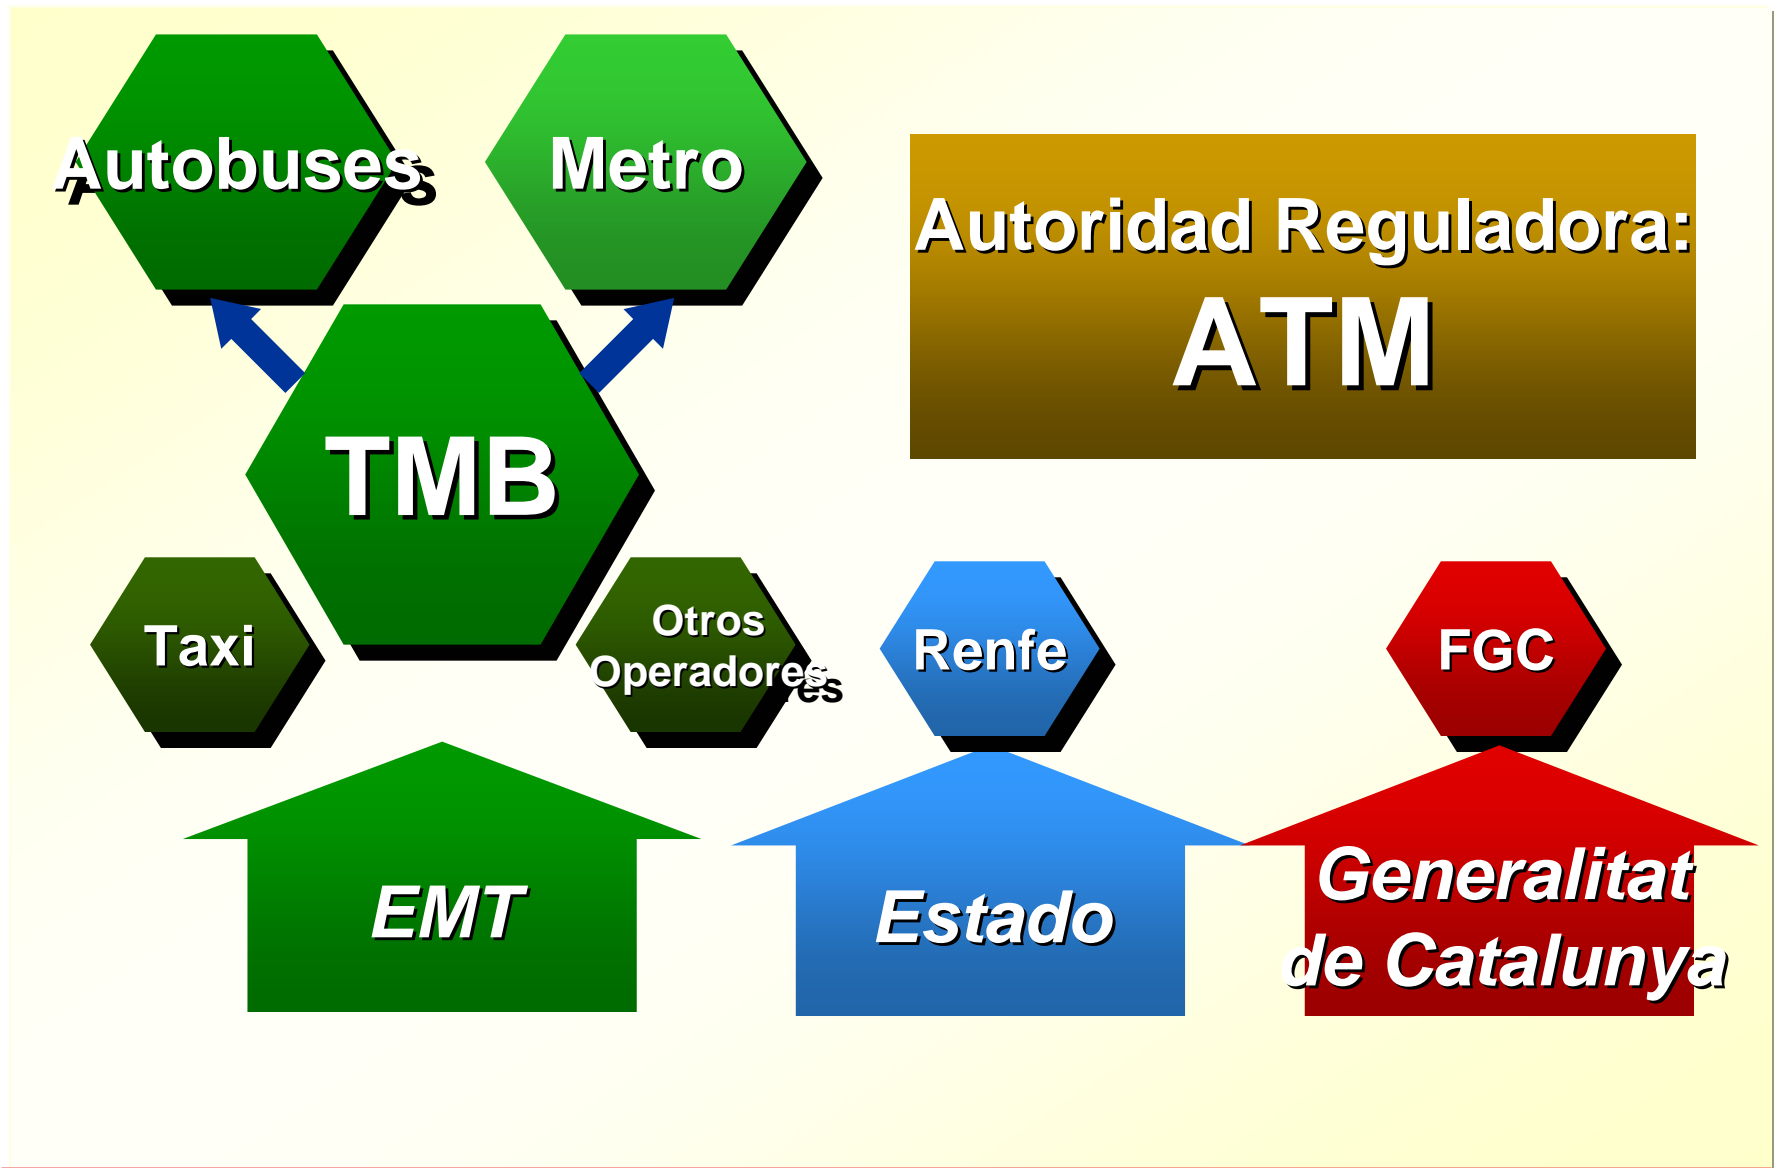 Autobuses
Metro
Autoridad Reguladora:
ATM
TMB
Taxi
Otros
Operadores
Renfe
FGC
EMT
Estado
Generalitat
de Catalunya